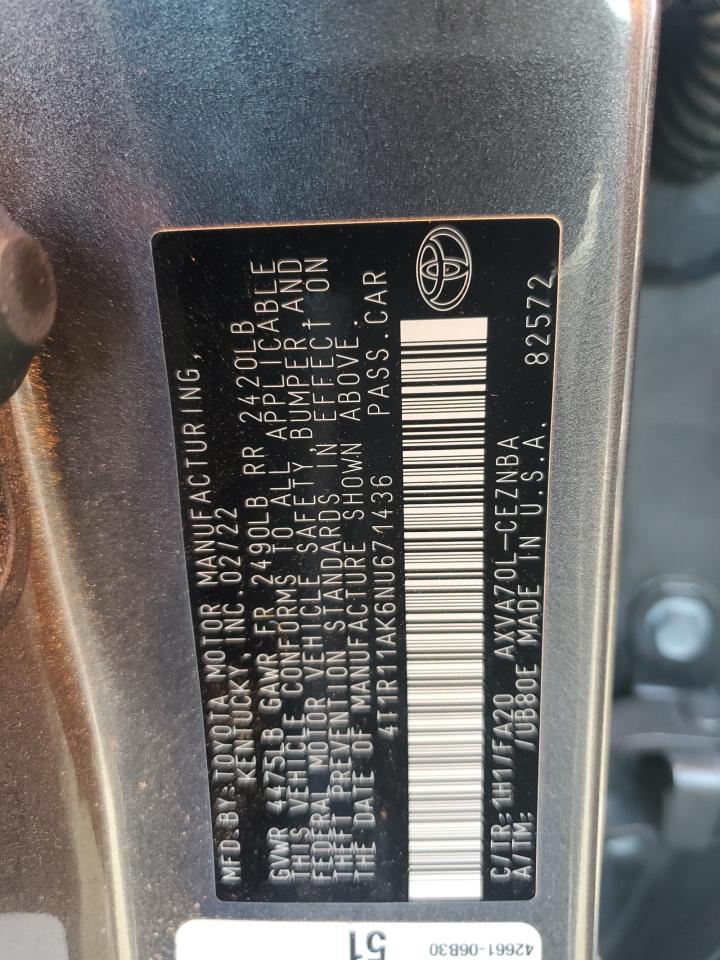 MFD.BY:TOYOTA MOTOR MANUFACTURING,
KENTUCKY, INC. 02/22
GVWR 4475LB GAWR FR 2490LB RR 2420LB
THIS VEHICLE CONFORMS TO ALL APPLICABLE
FEDERAL MOTOR VEHICLE SAFETY, BUMPER, AND
THEFT PREVENTION STANDARDS IN EFFECT ON
THE DATE OF MANUFACTURE SHOWN ABOVE.
4T1R11AK6NU671436 PASS.CAR
C/TR: 1H1/FA20 AXVA70L-CEZNBA
A/TM: /UB80E MADE IN U.S.A. 82572
51
42661-06B30